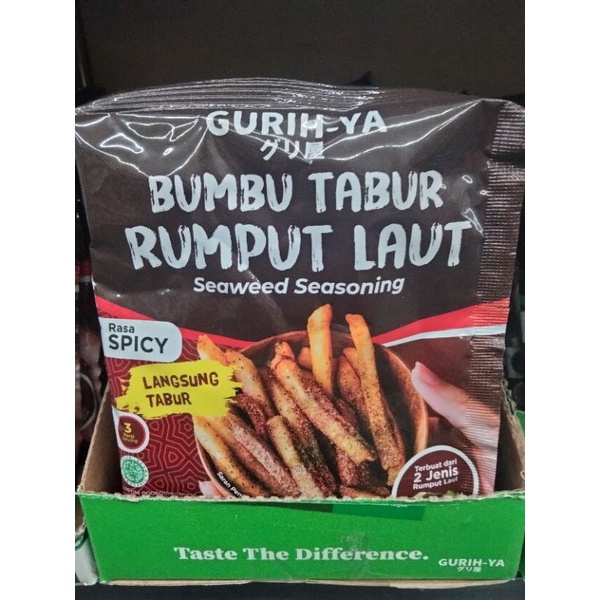 GURIH-YA
グリ屋
BUMBU TABUR
RUMPUT LAUT
Seaweed Seasoning
Rasa
SPICY
LANGSUNG
TABUR
3
Terbuat dari
2 Jenis
Rumput Laut
Taste The Difference.
GURIH-YA
グリ屋